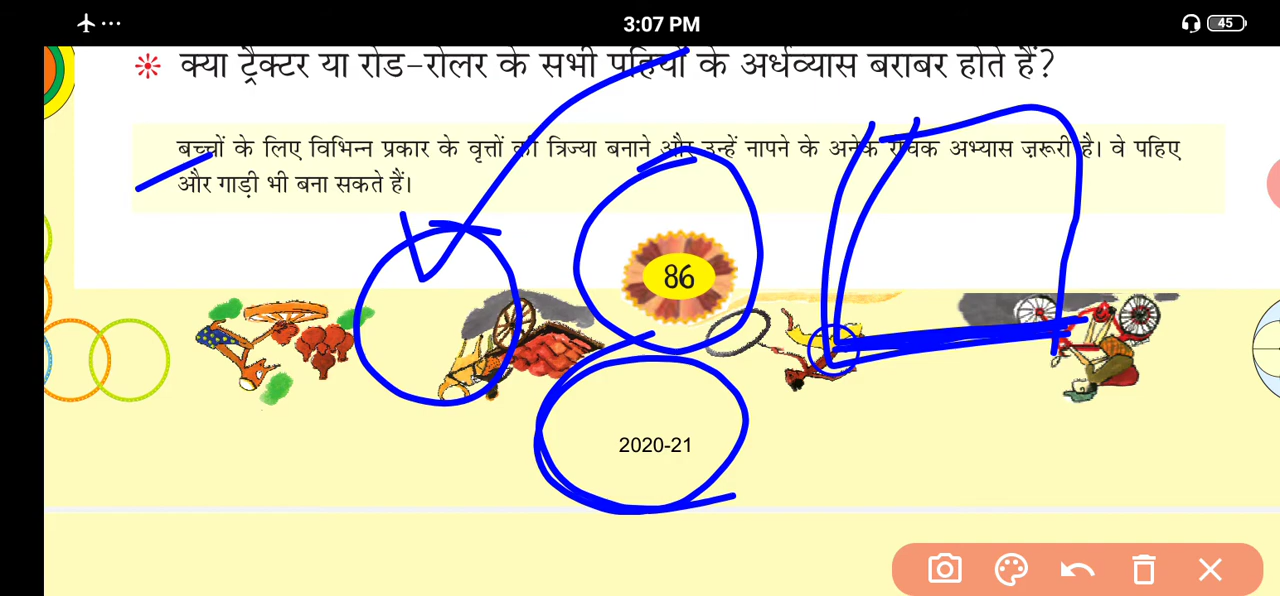 3:07 PM
45
क्या ट्रैक्टर या रोड-रोलर के सभी पहियों के अर्धव्यास बराबर होते हैं?
बच्चों के लिए विभिन्न प्रकार के वृत्तों की त्रिज्या बनाने और उन्हें नापने के अनेक रोचक अभ्यास ज़रूरी है। वे पहिए
और गाड़ी भी बना सकते हैं।
86
2020-21